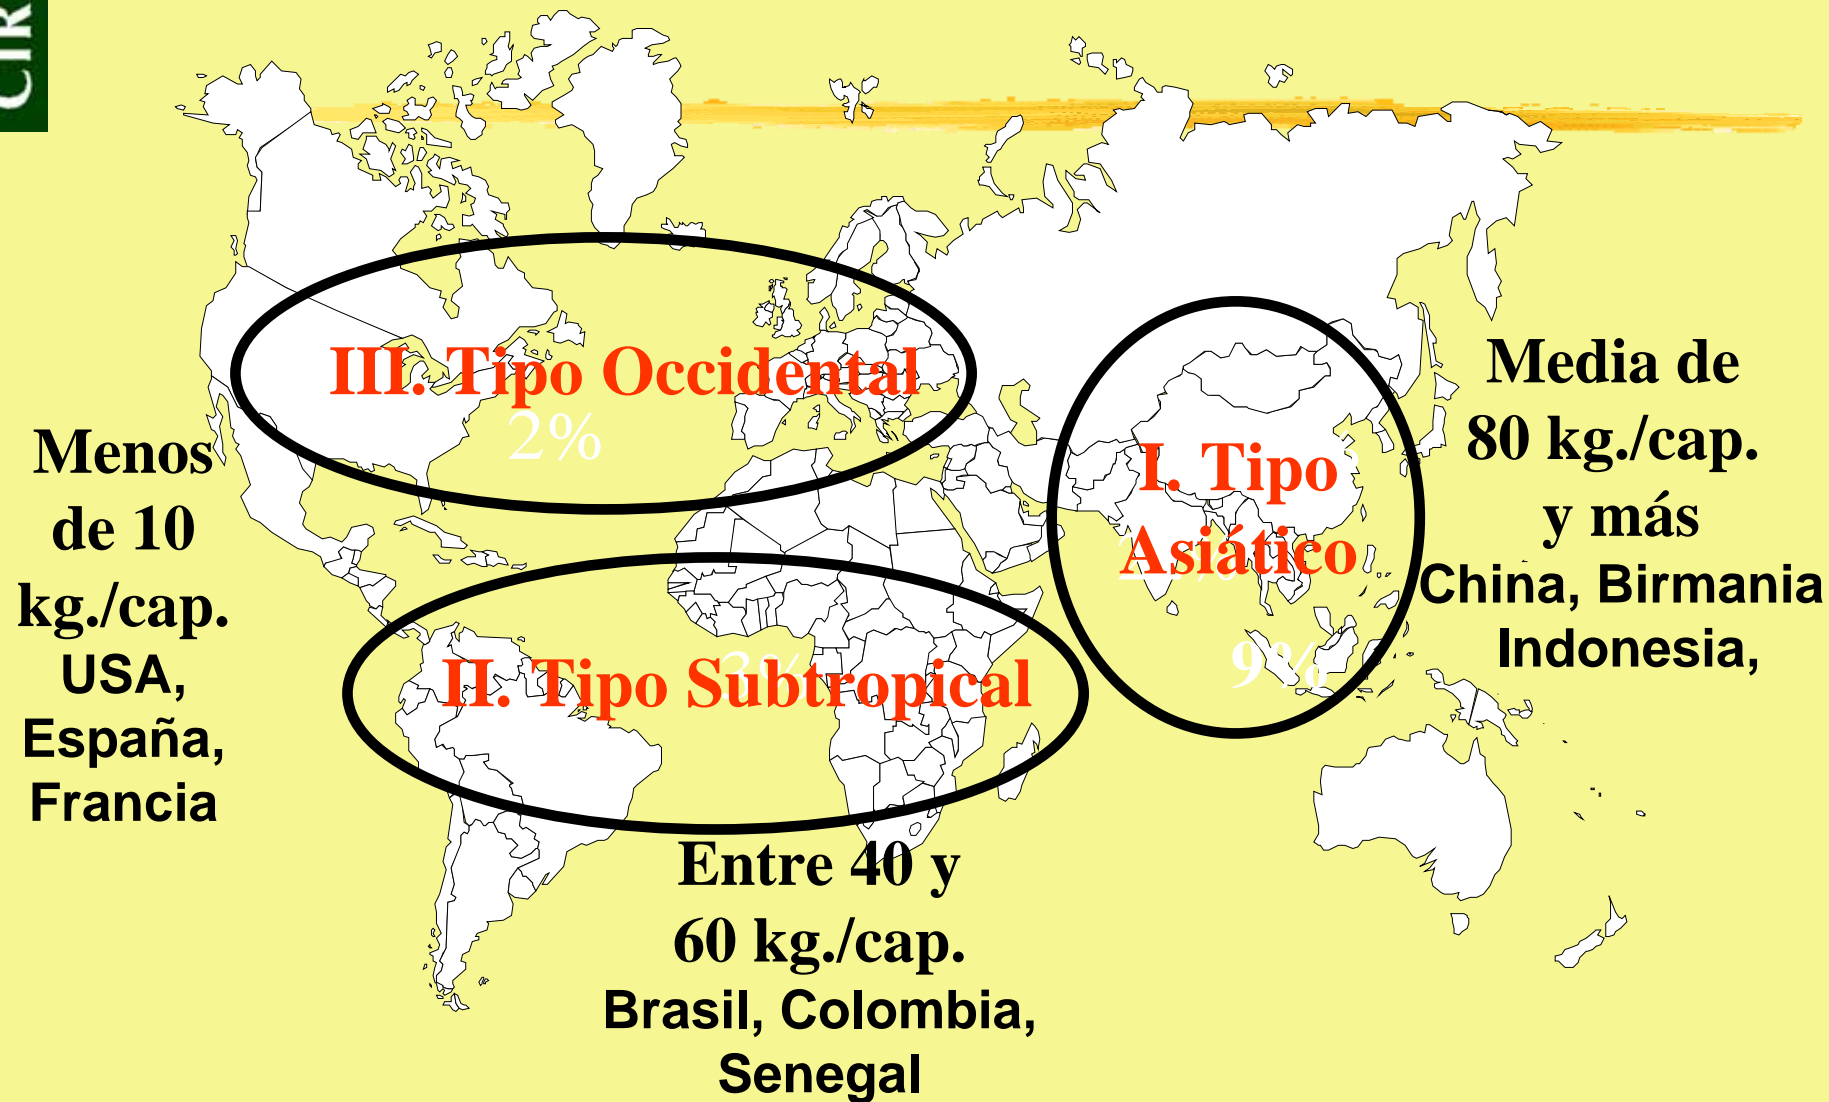 III. Tipo Occidental
2%
Menos
de 10
kg./cap.
USA,
España,
Francia
I. Tipo
Asiático
9%
Media de
80 kg./cap.
y más
China, Birmania
Indonesia,
II. Tipo Subtropical
3%
Entre 40 y
60 kg./cap.
Brasil, Colombia,
Senegal